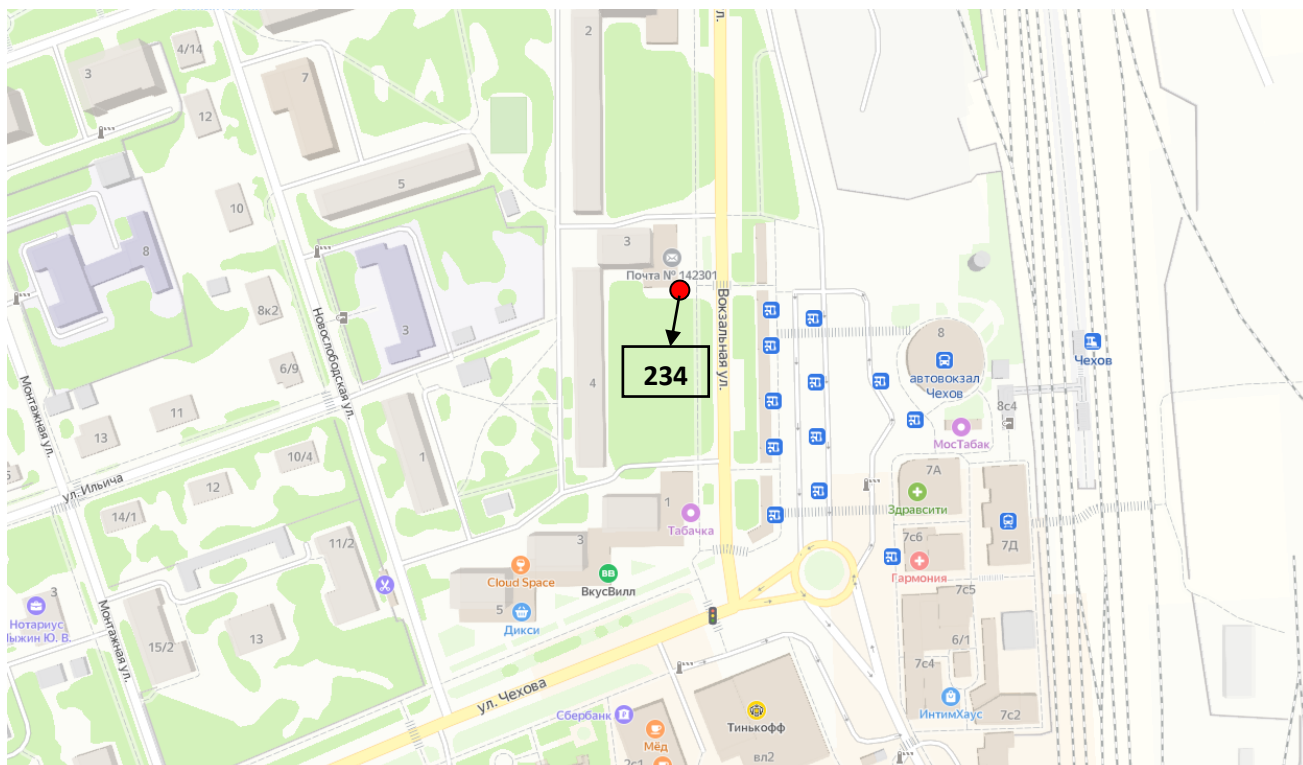 ул.
2
4/14
3
7
12
5
10
8
3
Почта № 142301
Вокзальная ул.
8к2
Новослободская ул.
3
6/9
234
4
8
автовокзал
Чехов
Чехов
8с4
МосТабак
Монтажная ул.
11
13
ул. Ильича
10/4
12
14/1
1
1
Табачка
7А
Здравсити
7Д
7с6
Гармония
7с5
11/2
3
Cloud Space
ВВ
ВкусВилл
5
Дикси
3
Нотариус
Лыжин Ю. В.
Монтажная ул.
15/2
13
6/1
7с4
ИнтимХаус
7с2
ул. Чехова
Сбербанк
Мёд
2с1
Тинькофф
вл2